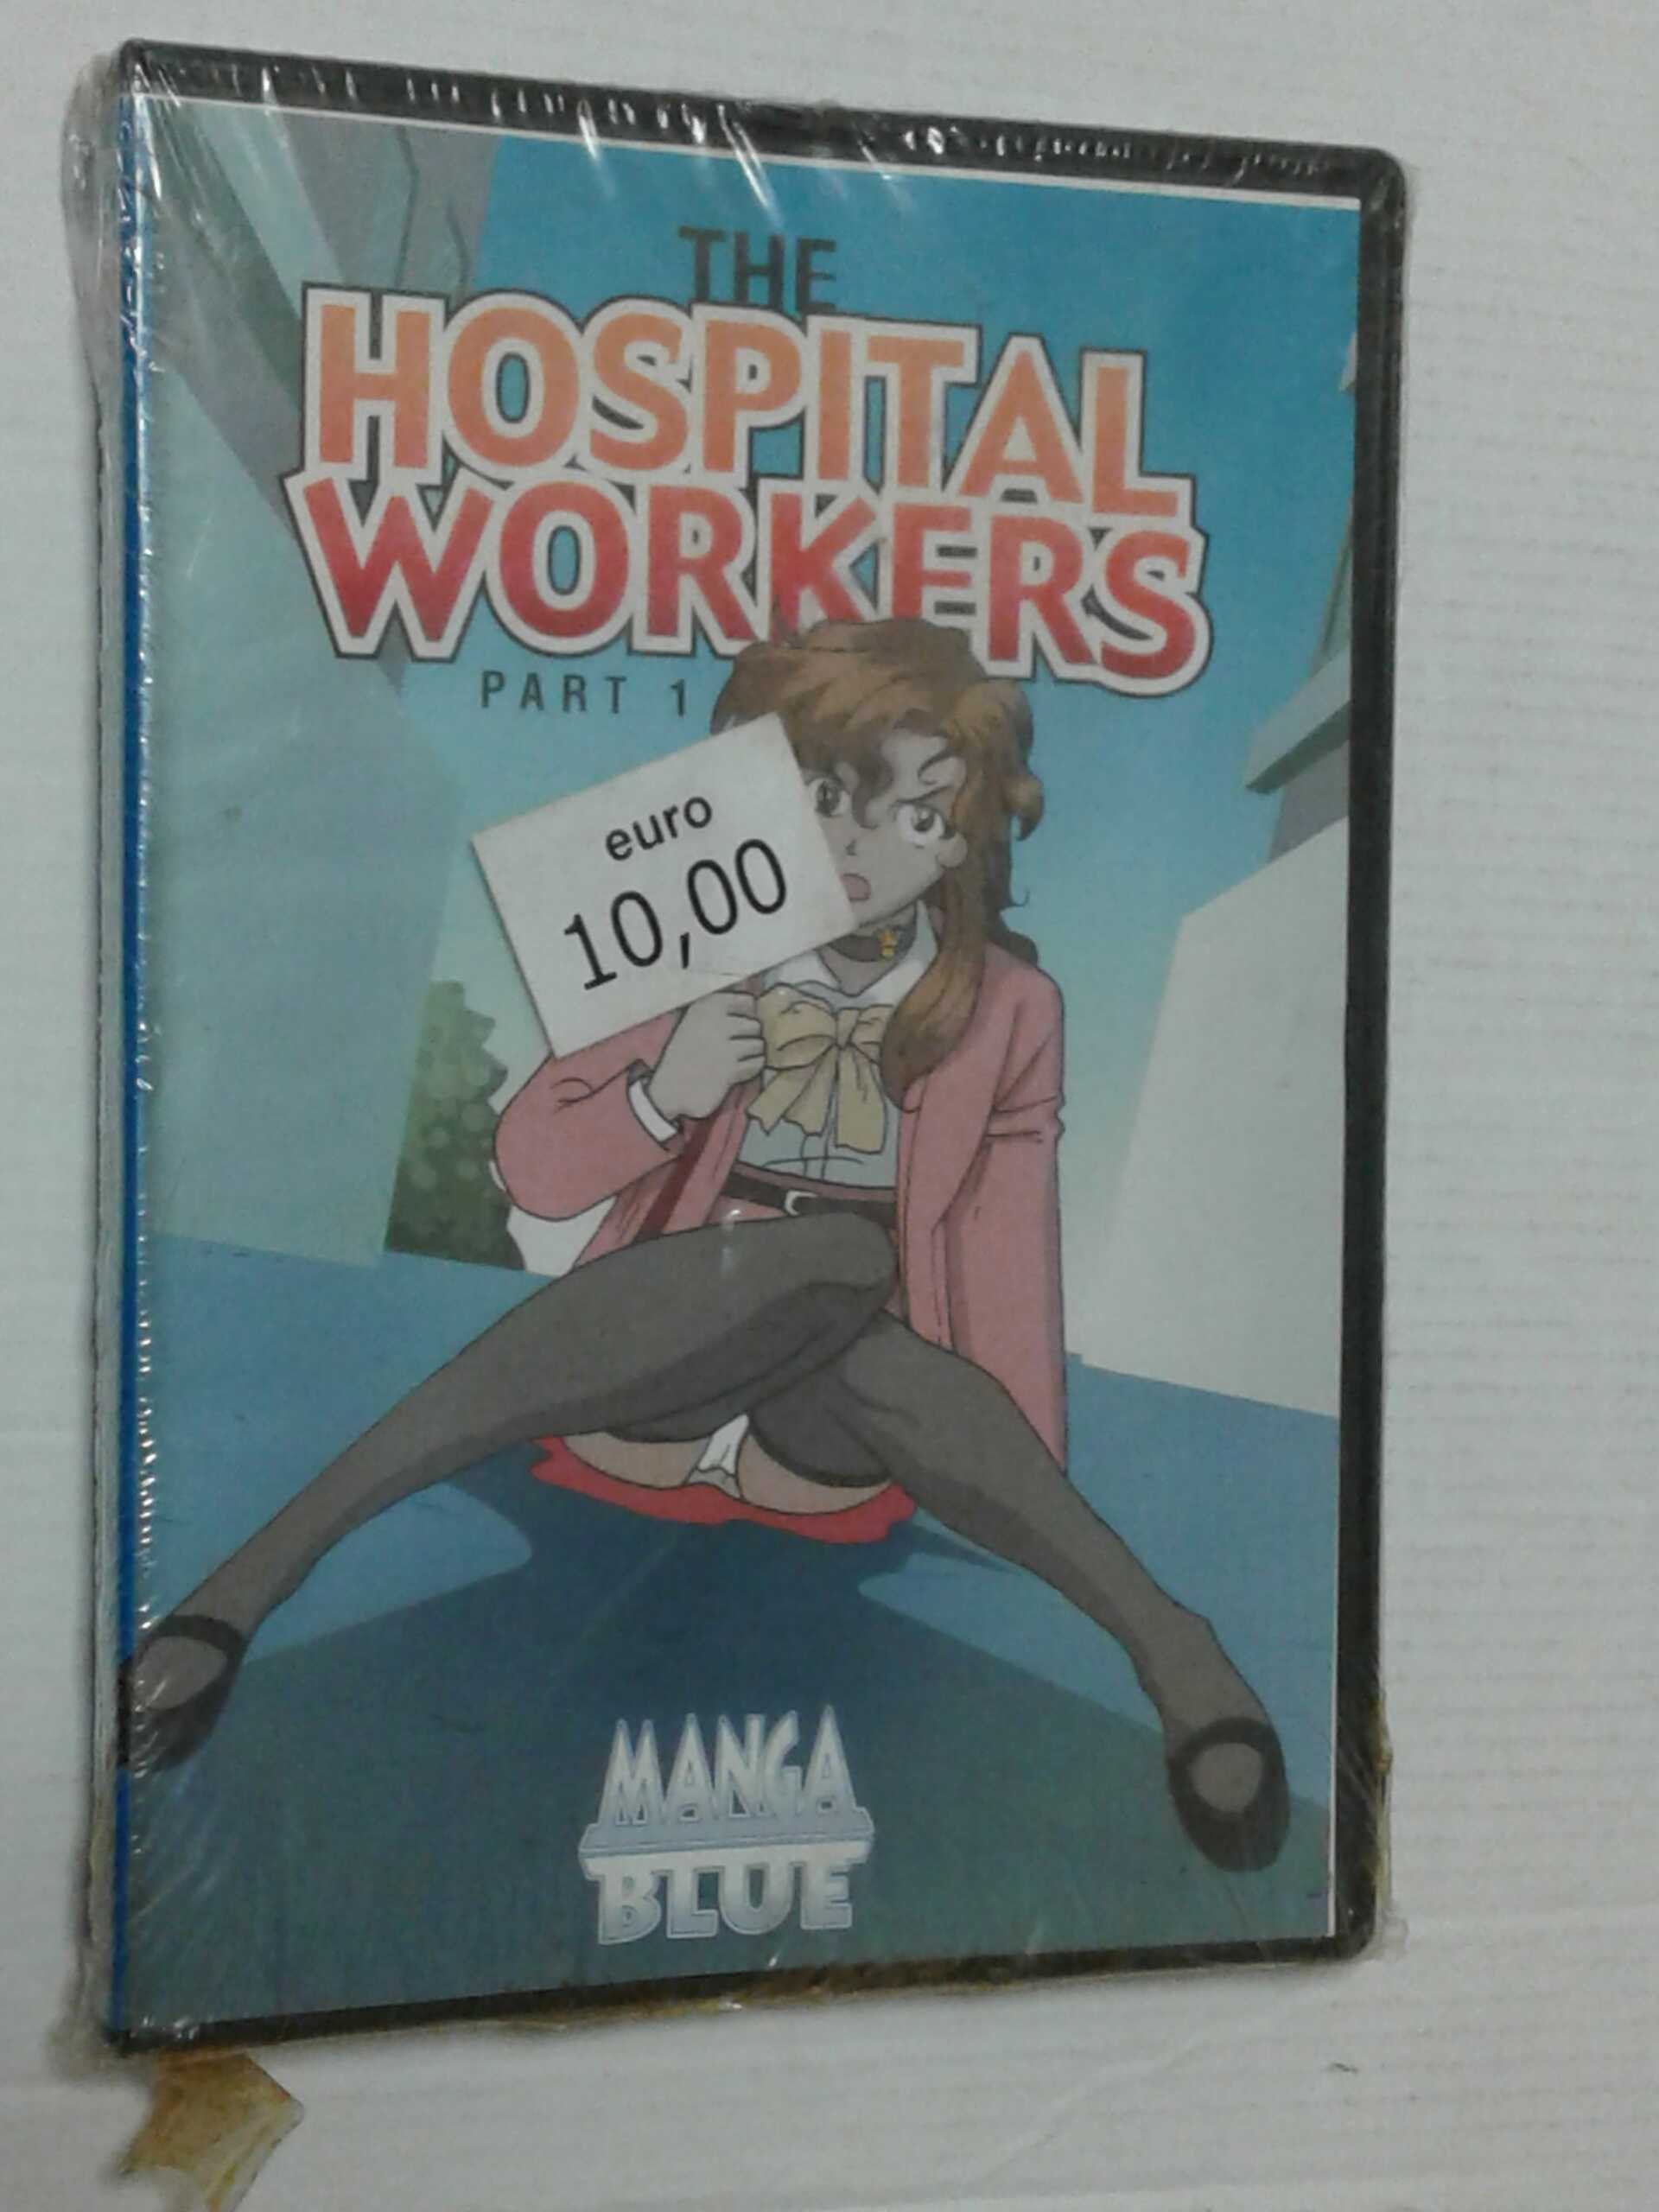 THE
HOSPITAL
WORKERS
PART 1
euro
10,00
MANGA
BLUE